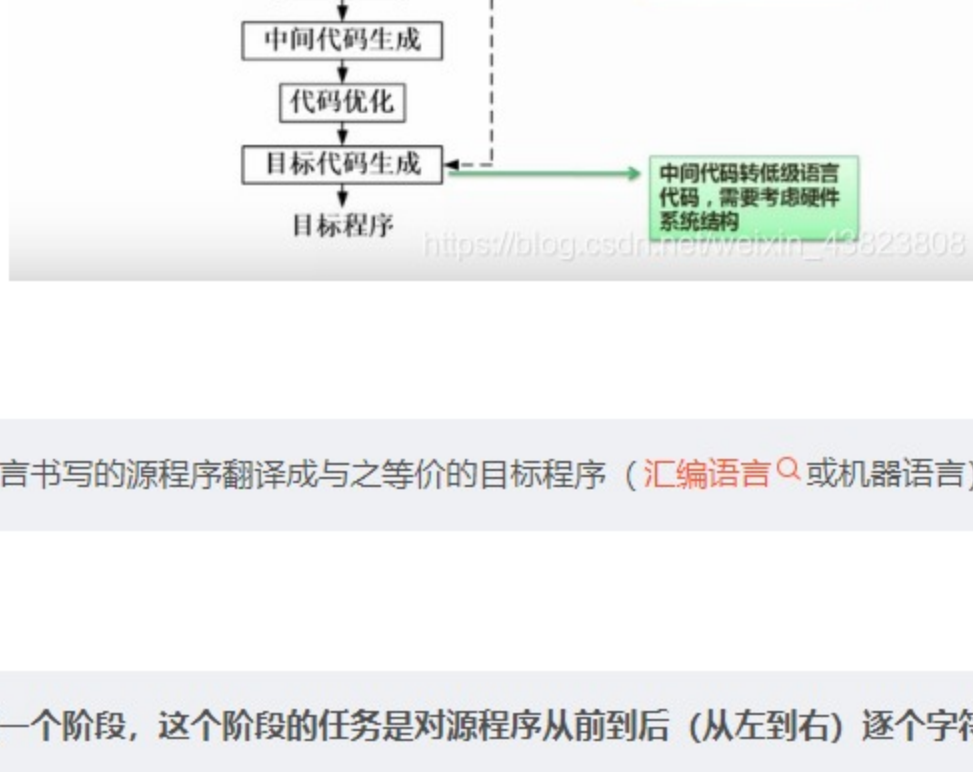 中间代码生成
代码优化
目标代码生成
中间代码转低级语言
代码，需要考虑硬件
系统结构
目标程序
https://blog.csdn.net/weixin_43823808
言书写的源程序翻译成与之等价的目标程序（汇编语言或机器语言）
一个阶段，这个阶段的任务是对源程序从前到后（从左到右）逐个字符